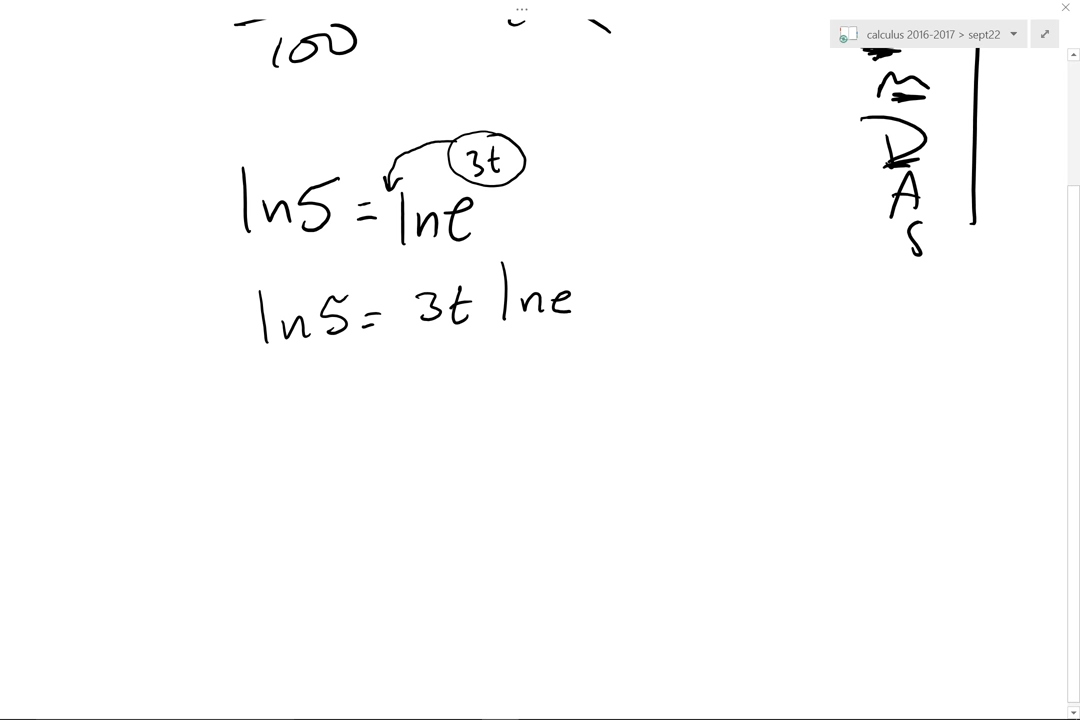 100
calculus 2016-2017 > sept22
M
D
A
S
3t
ln5 = lne
ln5 = 3t lne